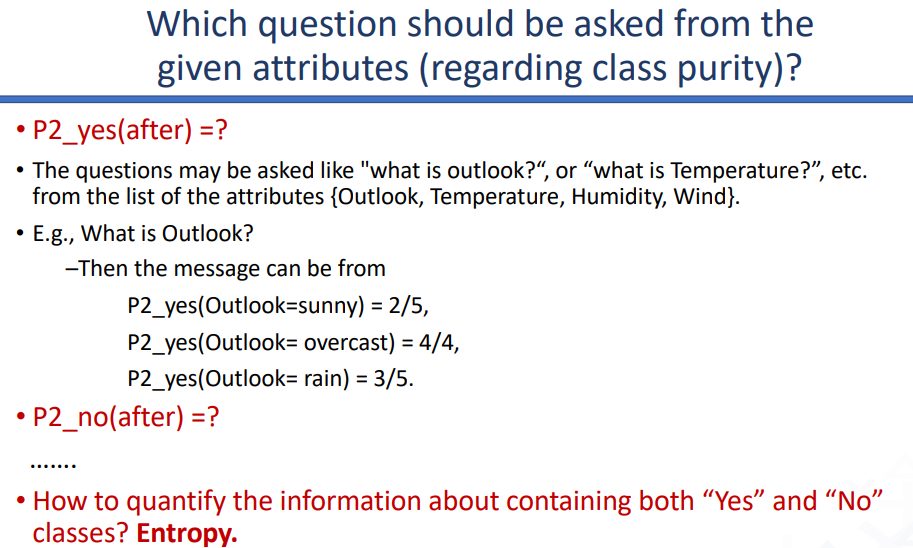 Which question should be asked from the
given attributes (regarding class purity)?
• P2_yes(after) =?
• The questions may be asked like "what is outlook?“, or “what is Temperature?”, etc.
from the list of the attributes {Outlook, Temperature, Humidity, Wind}.
• E.g., What is Outlook?
–Then the message can be from
P2_yes(Outlook=sunny) = 2/5,
P2_yes(Outlook= overcast) = 4/4,
P2_yes(Outlook= rain) = 3/5.
• P2_no(after) =?
.......
• How to quantify the information about containing both “Yes” and “No”
classes? Entropy.